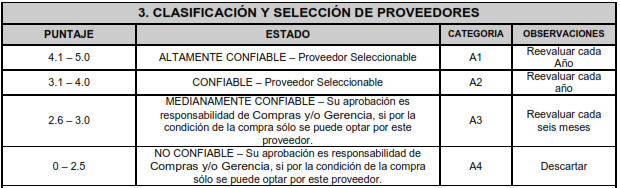 3. CLASIFICACIÓN Y SELECCIÓN DE PROVEEDORES
PUNTAJE ESTADO CATEGORIA OBSERVACIONES
4.1 – 5.0 ALTAMENTE CONFIABLE – Proveedor Seleccionable A1 Reevaluar cada
Año
3.1 – 4.0 CONFIABLE – Proveedor Seleccionable A2 Reevaluar cada
año
2.6 – 3.0 MEDIANAMENTE CONFIABLE – Su aprobación es
responsabilidad de Compras y/o Gerencia, si por la
condición de la compra sólo se puede optar por este
proveedor.
A3 Reevaluar cada
seis meses
0 – 2.5 NO CONFIABLE – Su aprobación es responsabilidad de
Compras y/o Gerencia, si por la condición de la compra
sólo se puede optar por este proveedor.
A4 Descartar